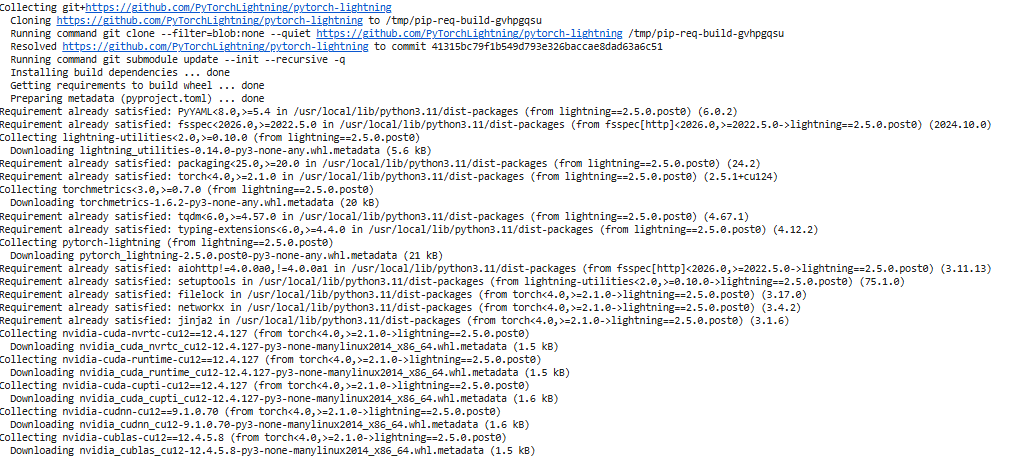 Collecting git+https://github.com/PyTorchLightning/pytorch-lightning
Cloning https://github.com/PyTorchLightning/pytorch-lightning to /tmp/pip-req-build-gvhpgqsu
Running command git clone --filter=blob:none --quiet https://github.com/PyTorchLightning/pytorch-lightning /tmp/pip-req-build-gvhpgqsu
Resolved https://github.com/PyTorchLightning/pytorch-lightning to commit 41315bc79f1b549d793e326baccae8dad63a6c51
Running command git submodule update --init --recursive -q
Installing build dependencies ... done
Getting requirements to build wheel ... done
Preparing metadata (pyproject.toml) ... done
Requirement already satisfied: PyYAML<8.0,>=5.4 in /usr/local/lib/python3.11/dist-packages (from lightning==2.5.0.post0) (6.0.2)
Requirement already satisfied: fsspec<2026.0,>=2022.5.0 in /usr/local/lib/python3.11/dist-packages (from fsspec[http]<2026.0,>=2022.5.0->lightning==2.5.0.post0) (2024.10.0)
Collecting lightning-utilities<2.0,>=0.10.0 (from lightning==2.5.0.post0)
Downloading lightning_utilities-0.14.0-py3-none-any.whl.metadata (5.6 kB)
Requirement already satisfied: packaging<25.0,>=20.0 in /usr/local/lib/python3.11/dist-packages (from lightning==2.5.0.post0) (24.2)
Requirement already satisfied: torch<4.0,>=2.1.0 in /usr/local/lib/python3.11/dist-packages (from lightning==2.5.0.post0) (2.5.1+cu124)
Collecting torchmetrics<3.0,>=0.7.0 (from lightning==2.5.0.post0)
Downloading torchmetrics-1.6.2-py3-none-any.whl.metadata (20 kB)
Requirement already satisfied: tqdm<6.0,>=4.57.0 in /usr/local/lib/python3.11/dist-packages (from lightning==2.5.0.post0) (4.67.1)
Requirement already satisfied: typing-extensions<6.0,>=4.4.0 in /usr/local/lib/python3.11/dist-packages (from lightning==2.5.0.post0) (4.12.2)
Collecting pytorch-lightning (from lightning==2.5.0.post0)
Downloading pytorch_lightning-2.5.0.post0-py3-none-any.whl.metadata (21 kB)
Requirement already satisfied: aiohttp!=4.0.0a0,!=4.0.0a1 in /usr/local/lib/python3.11/dist-packages (from fsspec[http]<2026.0,>=2022.5.0->lightning==2.5.0.post0) (3.11.13)
Requirement already satisfied: setuptools in /usr/local/lib/python3.11/dist-packages (from lightning-utilities<2.0,>=0.10.0->lightning==2.5.0.post0) (75.1.0)
Requirement already satisfied: filelock in /usr/local/lib/python3.11/dist-packages (from torch<4.0,>=2.1.0->lightning==2.5.0.post0) (3.17.0)
Requirement already satisfied: networkx in /usr/local/lib/python3.11/dist-packages (from torch<4.0,>=2.1.0->lightning==2.5.0.post0) (3.4.2)
Requirement already satisfied: jinja2 in /usr/local/lib/python3.11/dist-packages (from torch<4.0,>=2.1.0->lightning==2.5.0.post0) (3.1.6)
Collecting nvidia-cuda-nvrtc-cu12==12.4.127 (from torch<4.0,>=2.1.0->lightning==2.5.0.post0)
Downloading nvidia_cuda_nvrtc_cu12-12.4.127-py3-none-manylinux2014_x86_64.whl.metadata (1.5 kB)
Collecting nvidia-cuda-runtime-cu12==12.4.127 (from torch<4.0,>=2.1.0->lightning==2.5.0.post0)
Downloading nvidia_cuda_runtime_cu12-12.4.127-py3-none-manylinux2014_x86_64.whl.metadata (1.5 kB)
Collecting nvidia-cuda-cupti-cu12==12.4.127 (from torch<4.0,>=2.1.0->lightning==2.5.0.post0)
Downloading nvidia_cuda_cupti_cu12-12.4.127-py3-none-manylinux2014_x86_64.whl.metadata (1.6 kB)
Collecting nvidia-cudnn-cu12==9.1.0.70 (from torch<4.0,>=2.1.0->lightning==2.5.0.post0)
Downloading nvidia_cudnn_cu12-9.1.0.70-py3-none-manylinux2014_x86_64.whl.metadata (1.6 kB)
Collecting nvidia-cublas-cu12==12.4.5.8 (from torch<4.0,>=2.1.0->lightning==2.5.0.post0)
Downloading nvidia_cublas_cu12-12.4.5.8-py3-none-manylinux2014_x86_64.whl.metadata (1.5 kB)